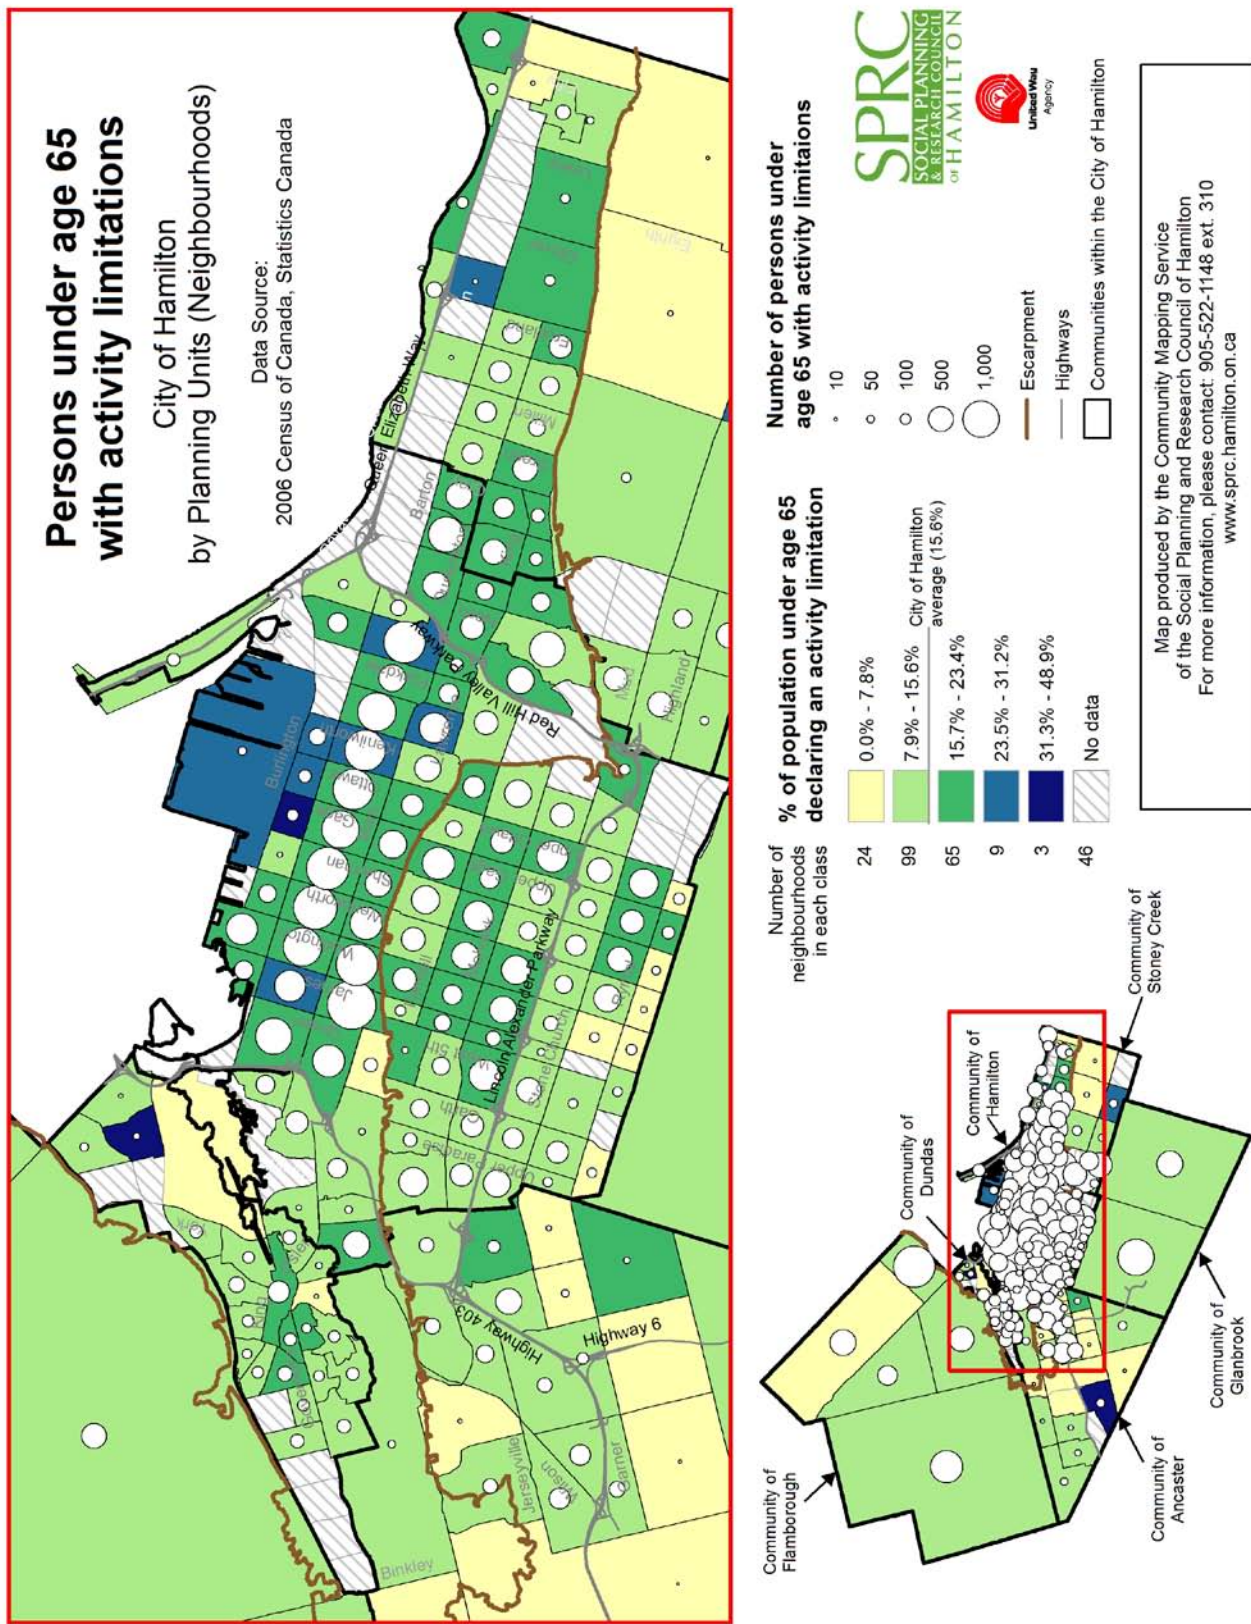 Persons under age 65
with activity limitations
City of Hamilton
by Planning Units (Neighbourhoods)
Data Source:
2006 Census of Canada, Statistics Canada
Queen Elizabeth Way
Barton
Burlington
Kenilworth
Ottawa
Sherman
Wentworth
Wellington
James
Red Hill Valley Parkway
Mud
Highland
Millen
Eighth
Lincoln Alexander Parkway
Stone Church
West 5th
Garth
Upper Paradise
York
King
Highway 403
Highway 6
Jerseyville
Wilson
Garner
Binkley
Number of
neighbourhoods
in each class
% of population under age 65
declaring an activity limitation
24 0.0% - 7.8%
99 7.9% - 15.6%
City of Hamilton
average (15.6%)
65 15.7% - 23.4%
9 23.5% - 31.2%
3 31.3% - 48.9%
46 No data
Number of persons under
age 65 with activity limitaions
10
50
100
500
1,000
Escarpment
Highways
Communities within the City of Hamilton
SPRC
SOCIAL PLANNING
& RESEARCH COUNCIL
OF HAMILTON
United Way
Agency
Community of
Flamborough
Community of
Dundas
Community of
Hamilton
Community of
Stoney Creek
Community of
Ancaster
Community of
Glanbrook
Map produced by the Community Mapping Service
of the Social Planning and Research Council of Hamilton
For more information, please contact: 905-522-1148 ext. 310
www.sprc.hamilton.on.ca